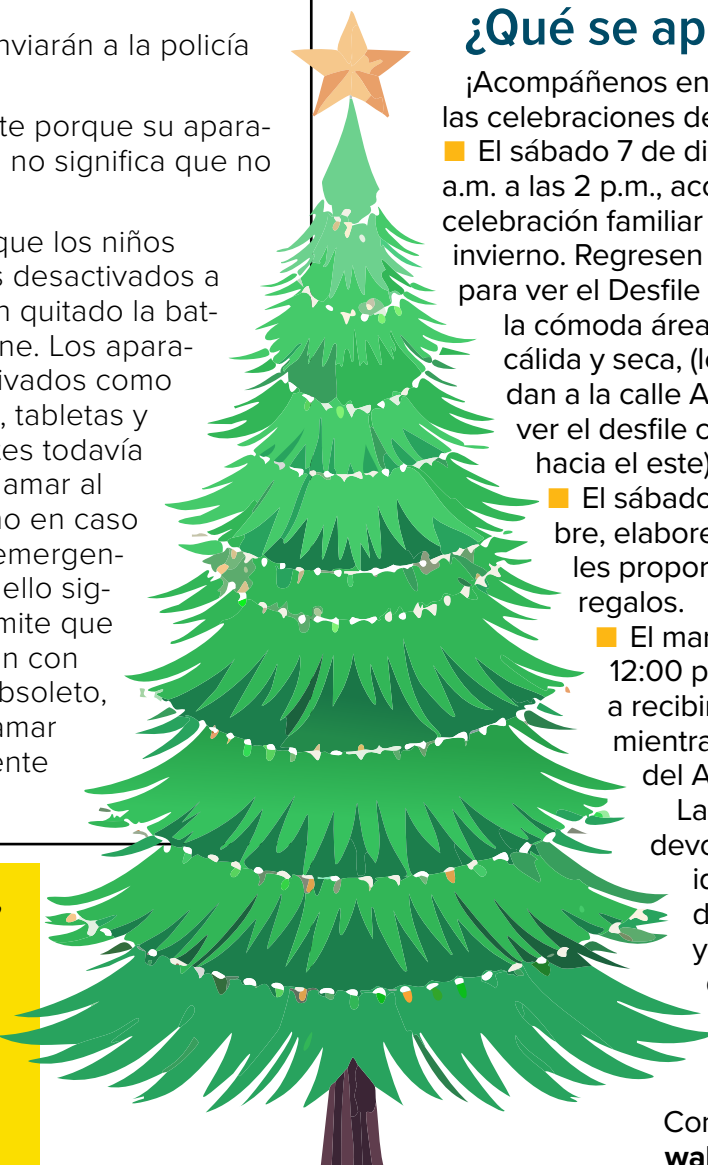 nviarán a la policía
te porque su apara-
no significa que no
que los niños
s desactivados a
n quitado la bat-
ne. Los apara-
ivados como
, tabletas y
es todavía
amar al
no en caso
emergen-
ello sig-
mite que
n con
bsoleto,
amar
ente
¿Qué se ap
¡Acompáñenos en
las celebraciones de
■ El sábado 7 de di
a.m. a las 2 p.m., aco
celebración familiar
invierno. Regresen
para ver el Desfile
la cómoda área
cálida y seca, (lo
dan a la calle A
ver el desfile c
hacia el este)
■ El sábado
bre, elabore
les propor
regalos.
■ El mar
12:00 p
a recibir
mientra
del A
La
devo
id
d
y
Con
wal